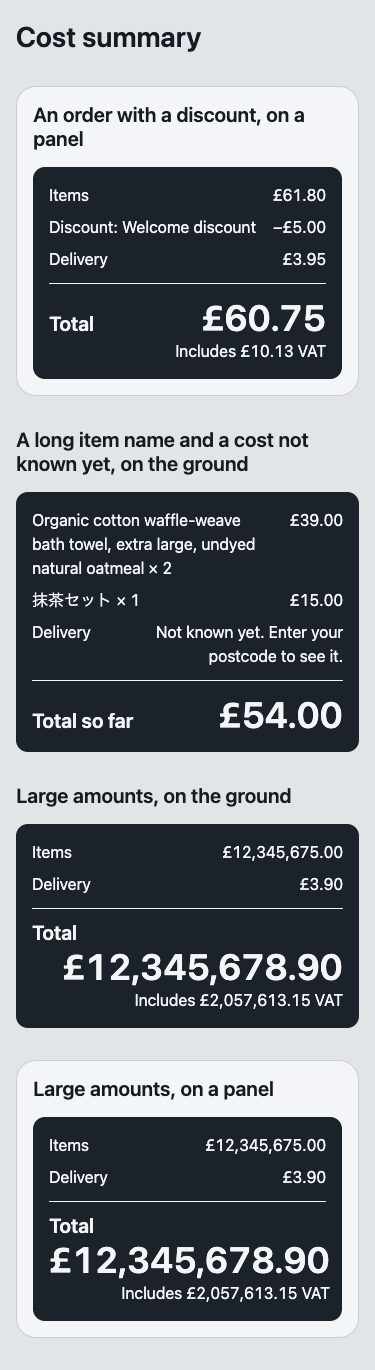 Cost summary
An order with a discount, on a
panel
Items £61.80
Discount: Welcome discount −£5.00
Delivery £3.95
Total £60.75
Includes £10.13 VAT
A long item name and a cost not
known yet, on the ground
Organic cotton waffle-weave £39.00
bath towel, extra large, undyed
natural oatmeal × 2
抹茶セット × 1 £15.00
Delivery Not known yet. Enter your
postcode to see it.
Total so far £54.00
Large amounts, on the ground
Items £12,345,675.00
Delivery £3.90
Total
£12,345,678.90
Includes £2,057,613.15 VAT
Large amounts, on a panel
Items £12,345,675.00
Delivery £3.90
Total
£12,345,678.90
Includes £2,057,613.15 VAT